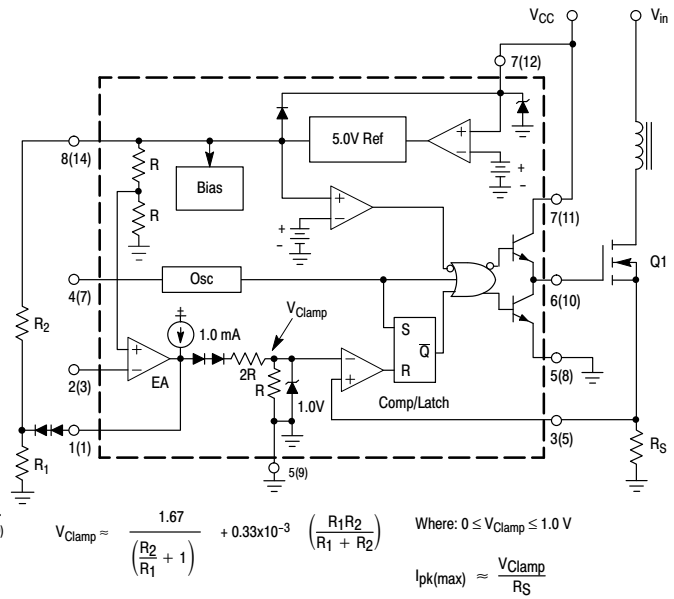 VCC
Vin
7(12)
5.0V Ref
+
−
+
-
8(14)
R
Bias
R
+
−
+
-
7(11)
Q1
4(7)
Osc
6(10)
VClamp
S
Q
R
R2
+
−
EA
1.0 mA
2R
R
1.0V
−
+
Comp/Latch
5(8)
2(3)
1(1)
3(5)
R1
5(9)
RS
)
VClamp ≈ 1.67 / (R2/R1 + 1) + 0.33x10−3 (R1R2 / R1 + R2) Where: 0 ≤ VClamp ≤ 1.0 V
Ipk(max) ≈ VClamp / RS